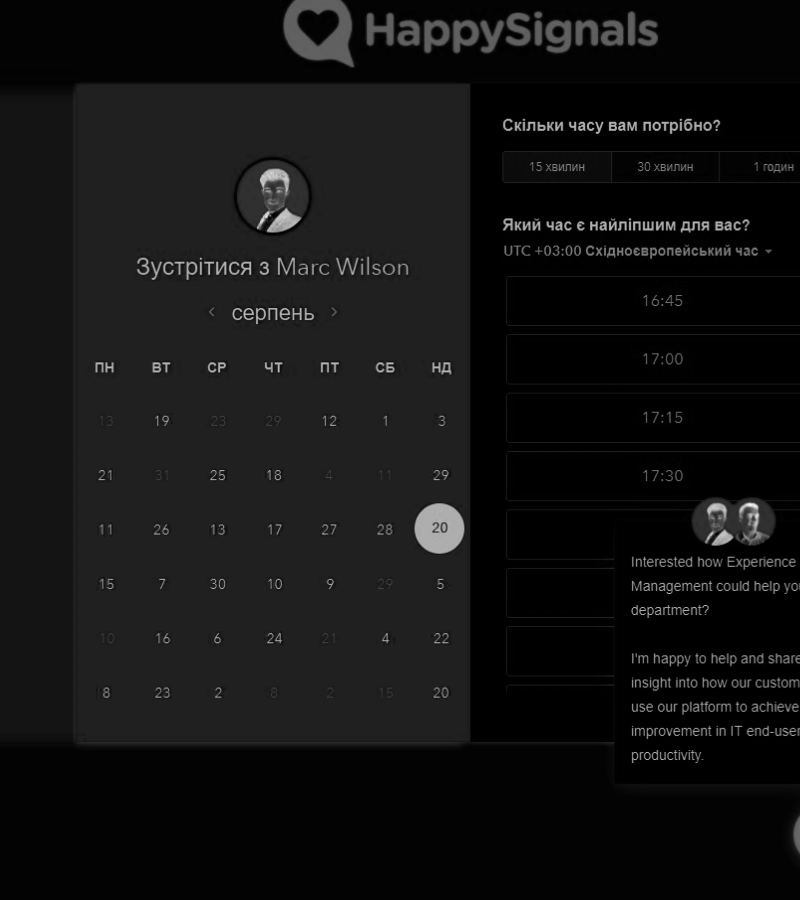 HappySignals
Зустрітися з Marc Wilson
серпень
ПН ВТ СР ЧТ ПТ СБ НД
13 19 23 29 12 1 3
21 31 25 18 4 11 29
11 26 13 17 27 28 20
15 7 30 10 9 29 5
10 16 6 24 21 4 22
8 23 2 8 2 15 20
Скільки часу вам потрібно?
15 хвилин 30 хвилин 1 годин
Який час є найліпшим для вас?
UTC +03:00 Східноєвропейський час
16:45
17:00
17:15
17:30
Interested how Experience
Management could help you
department?
I'm happy to help and share
insight into how our custom
use our platform to achieve
improvement in IT end-user
productivity.